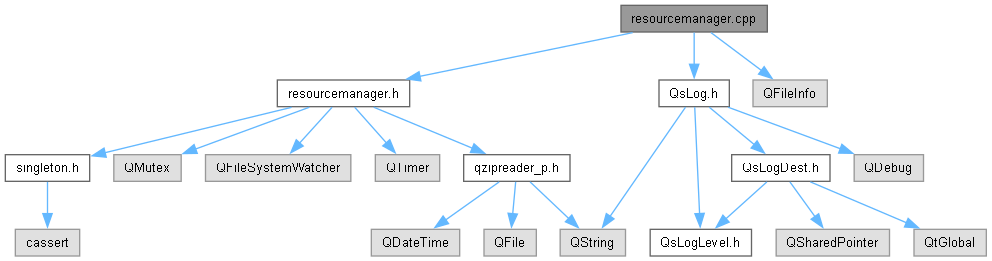 resourcemanager.cpp
resourcemanager.h
QsLog.h
QFileInfo
singleton.h
QMutex
QFileSystemWatcher
QTimer
qzipreader_p.h
QsLogDest.h
QDebug
cassert
QDateTime
QFile
QString
QsLogLevel.h
QSharedPointer
QtGlobal